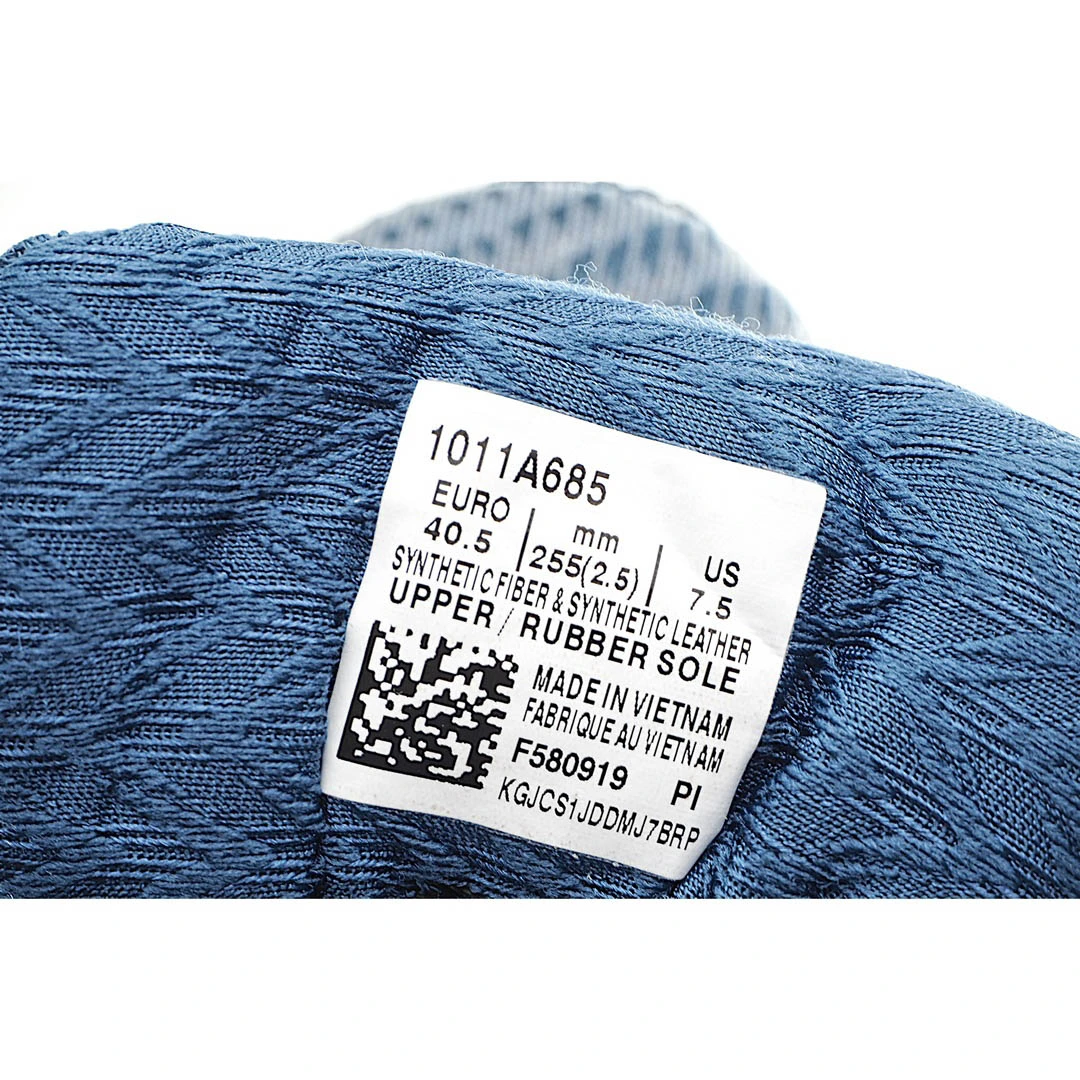 1011A685
EURO | mm | US
40.5 | 255(2.5) | 7.5
SYNTHETIC FIBER & SYNTHETIC LEATHER
UPPER / RUBBER SOLE
MADE IN VIETNAM
FABRIQUE AU VIETNAM
F580919 PI
KGJCS1JDDMJ7BRP